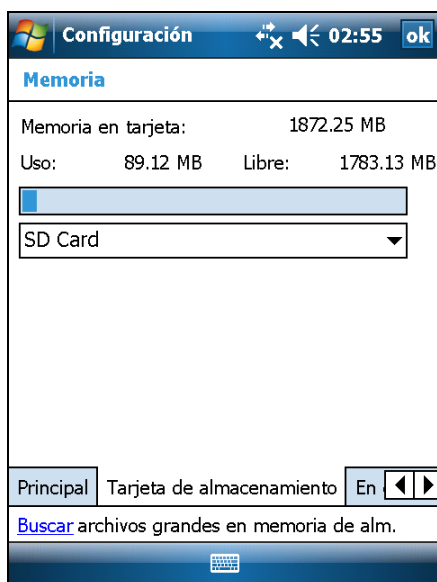 Configuración 02:55 ok
Memoria
Memoria en tarjeta: 1872.25 MB
Uso: 89.12 MB Libre: 1783.13 MB
SD Card
Principal Tarjeta de almacenamiento En
Buscar archivos grandes en memoria de alm.